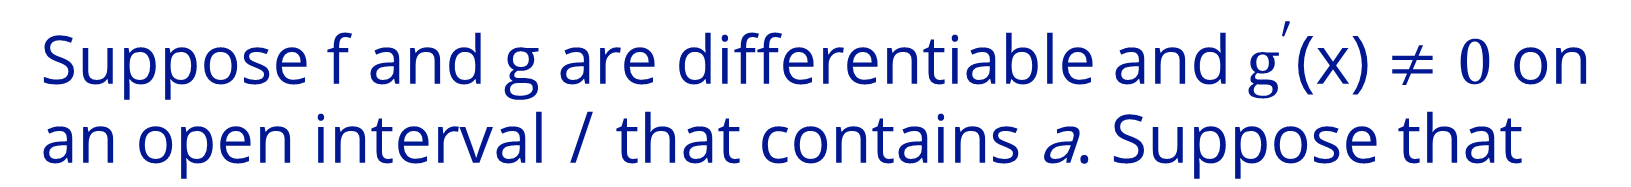 Suppose f and g are differentiable and g′(x) ≠ 0 on
an open interval I that contains a. Suppose that